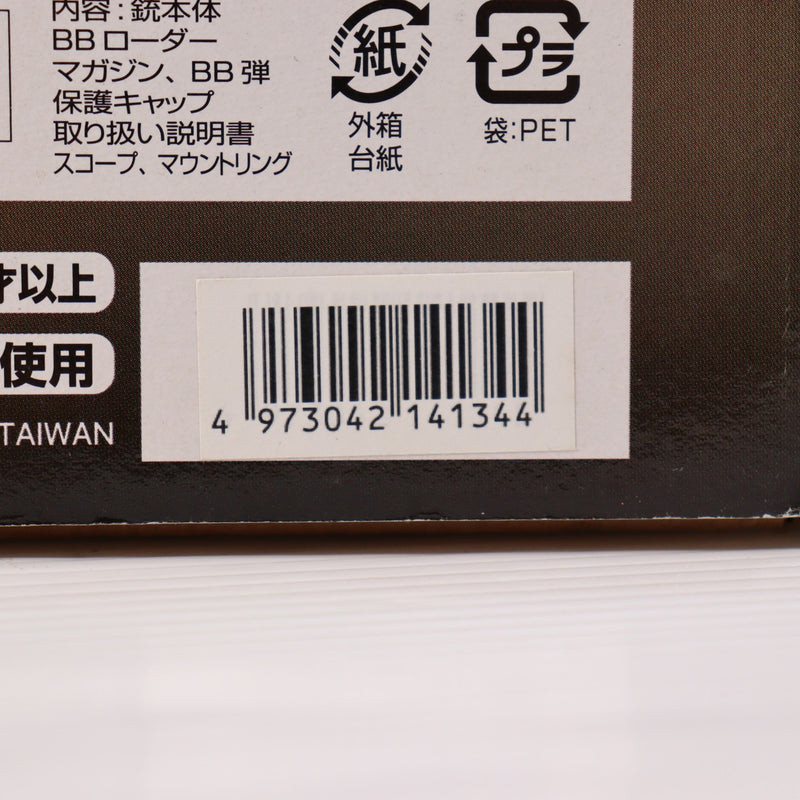 内容：銃本体
BBローダー
マガジン、BB弾
保護キャップ
取り扱い説明書
スコープ、マウントリング
紙
外箱
台紙
プラ
袋：PET
才以上
使用
TAIWAN
4 973042 141344